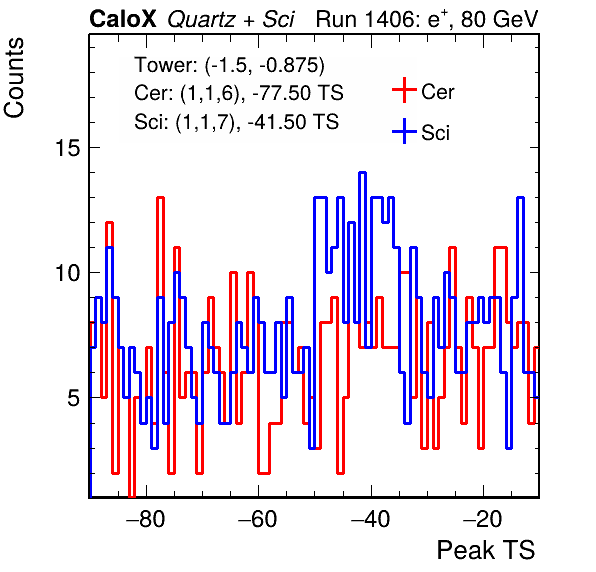 CaloX Quartz + Sci Run 1406: e+, 80 GeV
Counts
Tower: (-1.5, -0.875)
Cer: (1,1,6), -77.50 TS
Sci: (1,1,7), -41.50 TS
Cer
Sci
15
10
5
−80 −60 −40 −20
Peak TS